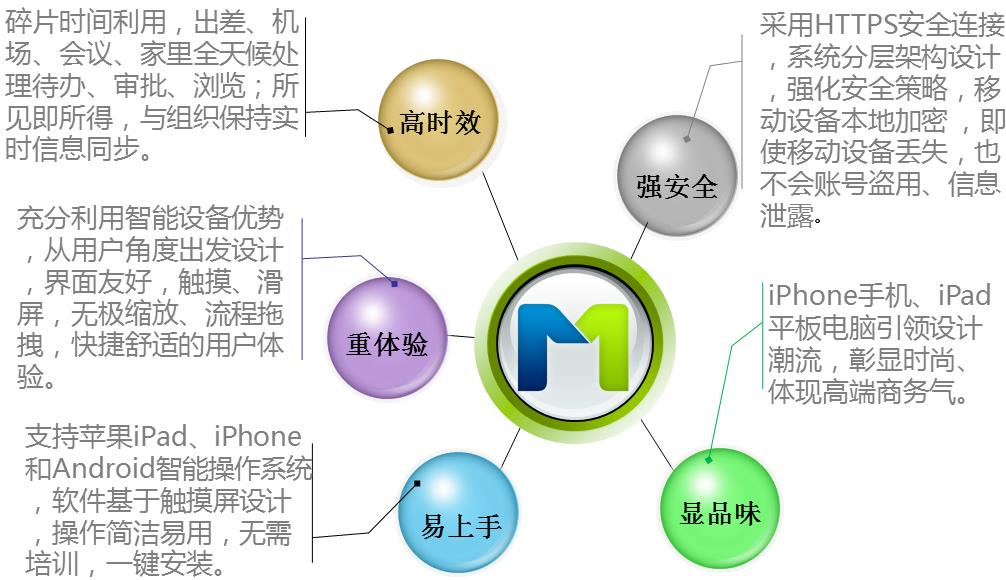 碎片时间利用，出差、机
场、会议、家里全天候处
理待办、审批、浏览；所
见即所得，与组织保持实
时信息同步。
高时效
采用HTTPS安全连接
，系统分层架构设计
，强化安全策略，移
动设备本地加密，即
使移动设备丢失，也
不会账号盗用、信息
泄露。
强安全
充分利用智能设备优势
，从用户角度出发设计
，界面友好，触摸、滑
屏，无极缩放、流程拖
拽，快捷舒适的用户体
验。
重体验
M
iPhone手机、iPad
平板电脑引领设计
潮流，彰显时尚、
体现高端商务气。
显品味
支持苹果iPad、iPhone
和Android智能操作系统
，软件基于触摸屏设计
，操作简洁易用，无需
培训，一键安装。
易上手